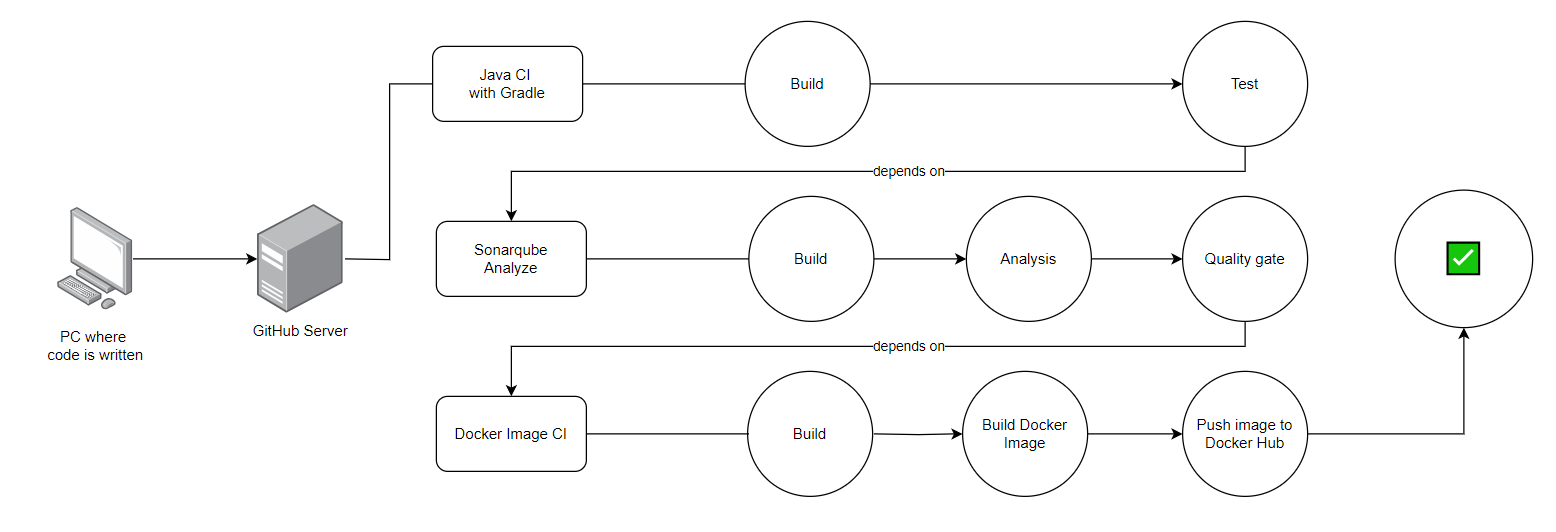 Java CI
with Gradle
Build
Test
depends on
Sonarqube
Analyze
Build
Analysis
Quality gate
PC where
code is written
GitHub Server
depends on
Docker Image CI
Build
Build Docker
Image
Push image to
Docker Hub